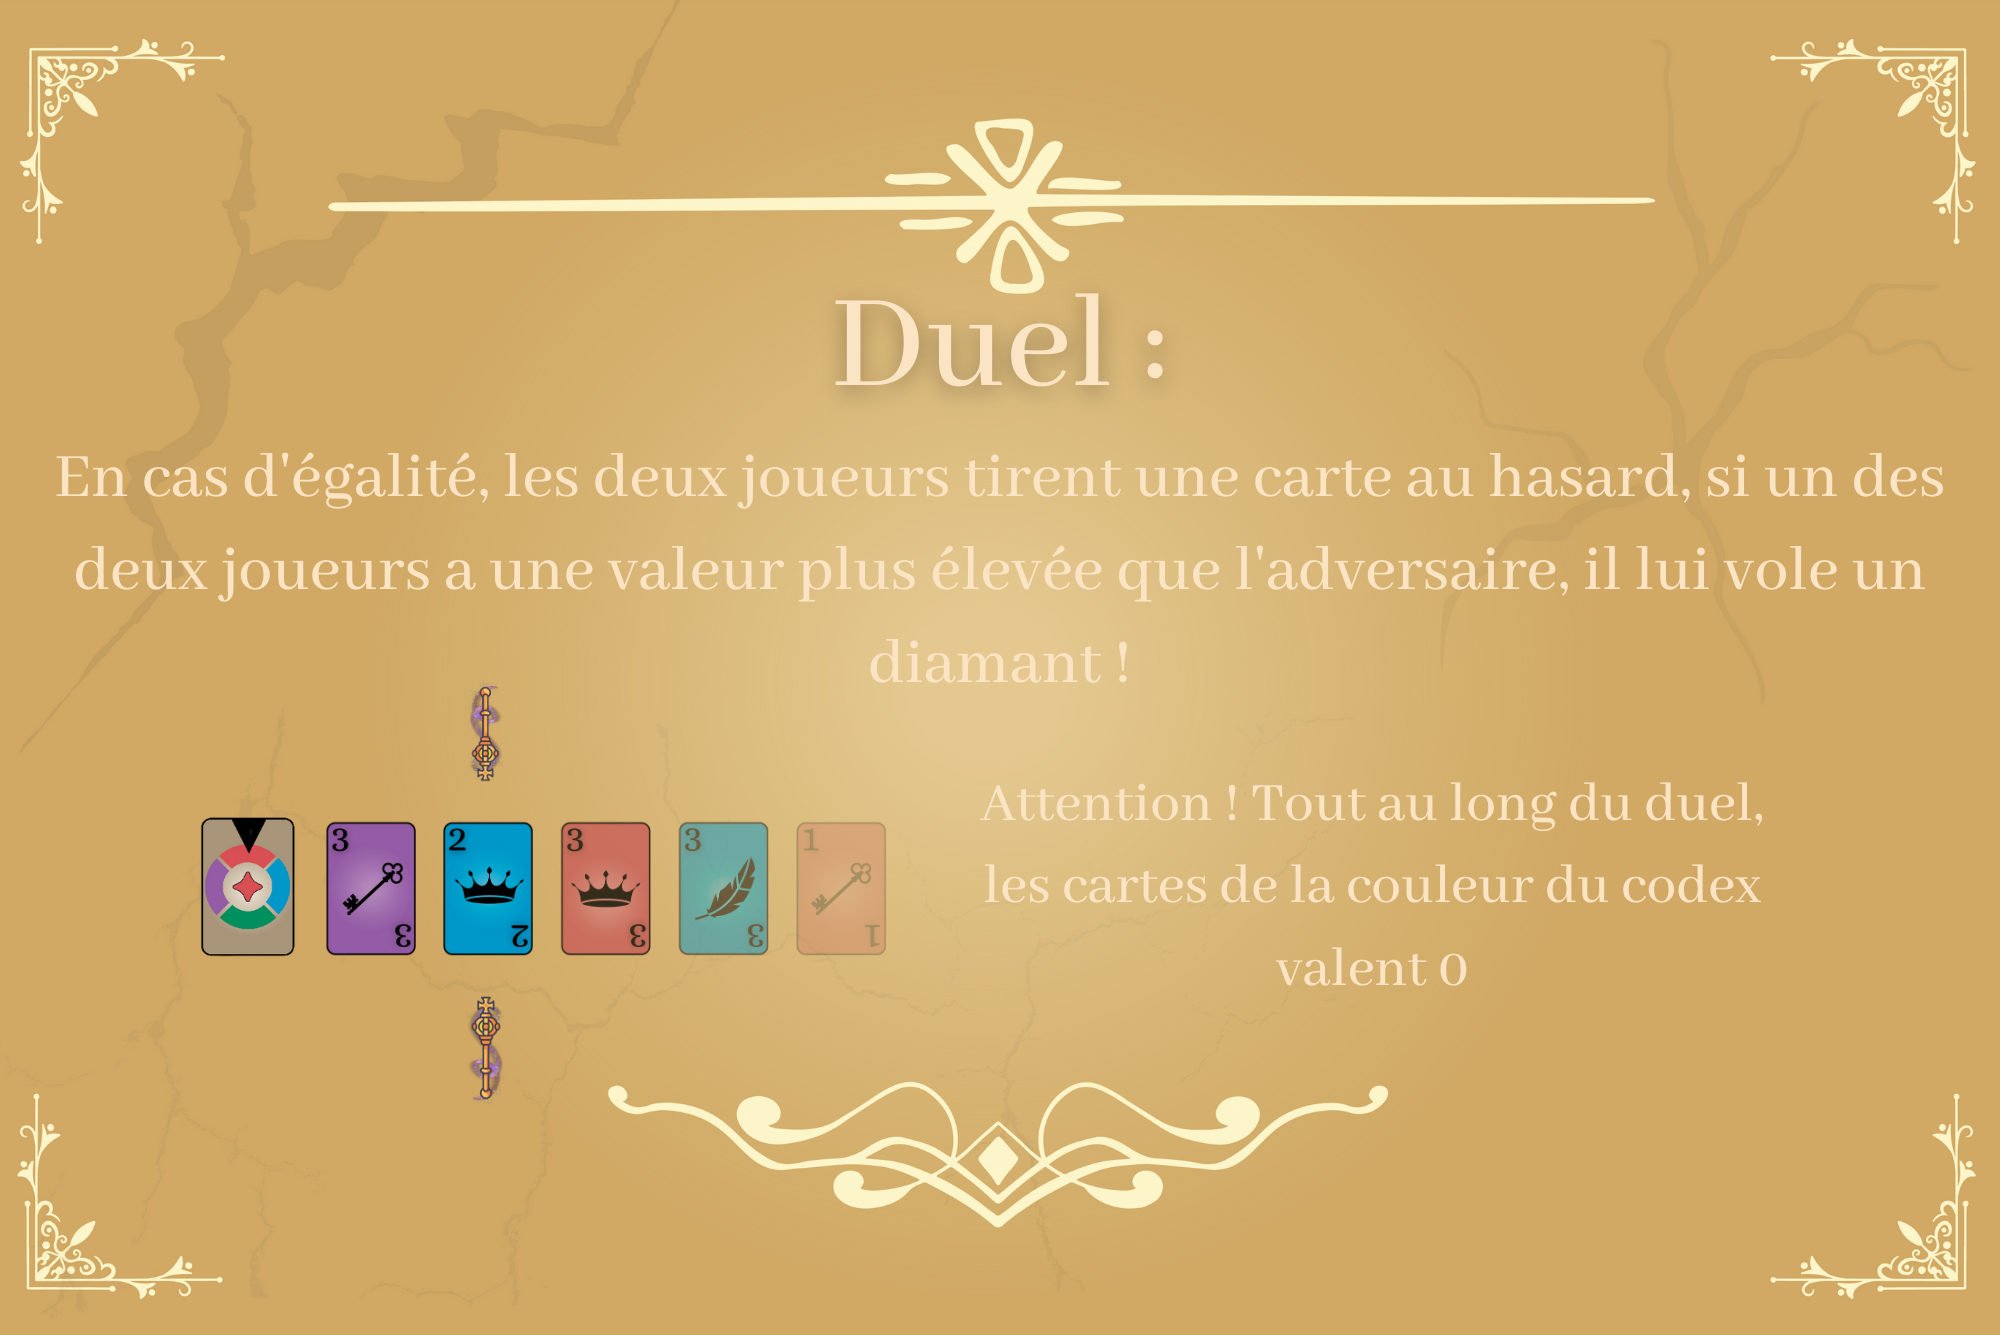 Duel :
En cas d'égalité, les deux joueurs tirent une carte au hasard, si un des
deux joueurs a une valeur plus élevée que l'adversaire, il lui vole un
diamant !
Attention ! Tout au long du duel,
les cartes de la couleur du codex
valent 0
3 2 3 3 1
3 2 3 3 1